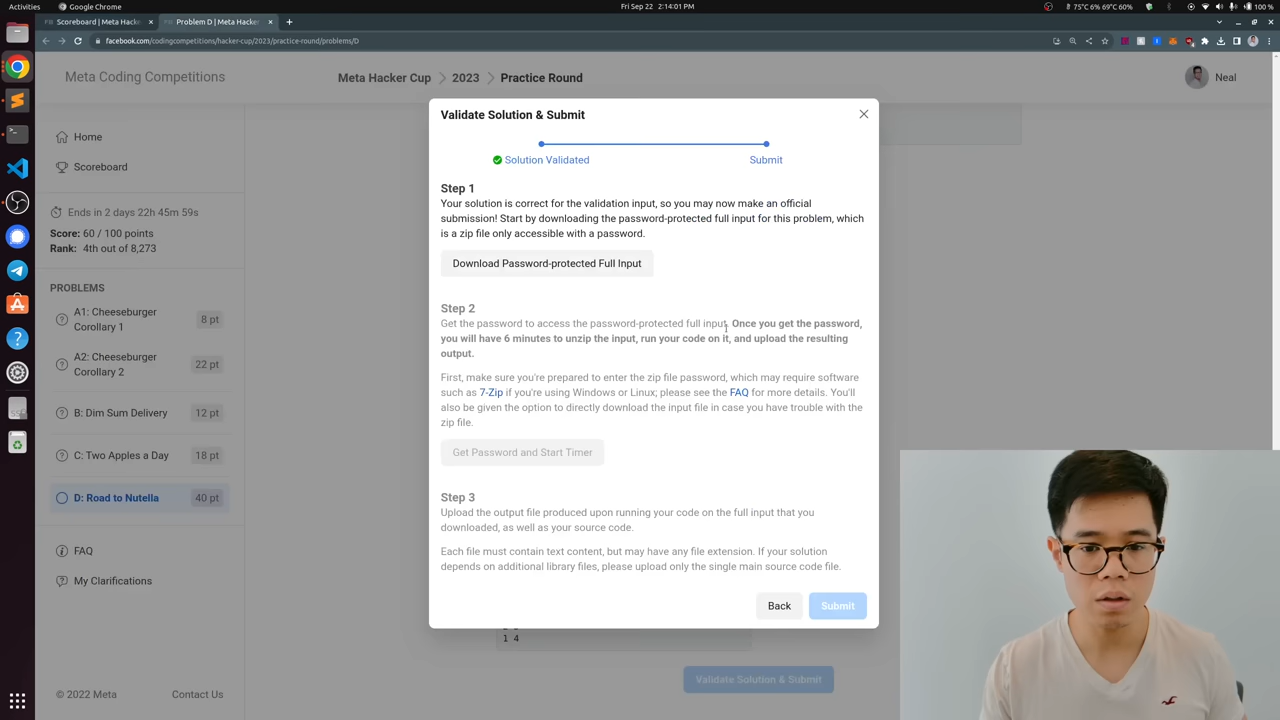 Activities
Google Chrome
Fri Sep 22 2:14:01 PM
75°C 6% 69°C 60%
100 %
Scoreboard | Meta Hacker
Problem D | Meta Hacker
facebook.com/codingcompetitions/hacker-cup/2023/practice-round/problems/D
Meta Coding Competitions
Meta Hacker Cup
2023
Practice Round
Neal
Home
Scoreboard
Ends in 2 days 22h 45m 59s
Score: 60 / 100 points
Rank: 4th out of 8,273
PROBLEMS
A1: Cheeseburger
Corollary 1
8 pt
A2: Cheeseburger
Corollary 2
22 pt
B: Dim Sum Delivery
12 pt
C: Two Apples a Day
18 pt
D: Road to Nutella
40 pt
FAQ
My Clarifications
© 2022 Meta
Contact Us
Validate Solution & Submit
Solution Validated
Submit
Step 1
Your solution is correct for the validation input, so you may now make an official
submission! Start by downloading the password-protected full input for this problem, which
is a zip file only accessible with a password.
Download Password-protected Full Input
Step 2
Get the password to access the password-protected full input. Once you get the password,
you will have 6 minutes to unzip the input, run your code on it, and upload the resulting
output.
First, make sure you're prepared to enter the zip file password, which may require software
such as 7-Zip if you're using Windows or Linux; please see the FAQ for more details. You'll
also be given the option to directly download the input file in case you have trouble with the
zip file.
Get Password and Start Timer
Step 3
Upload the output file produced upon running your code on the full input that you
downloaded, as well as your source code.
Each file must contain text content, but may have any file extension. If your solution
depends on additional library files, please upload only the single main source code file.
Back
Submit
1 4
Validate Solution & Submit